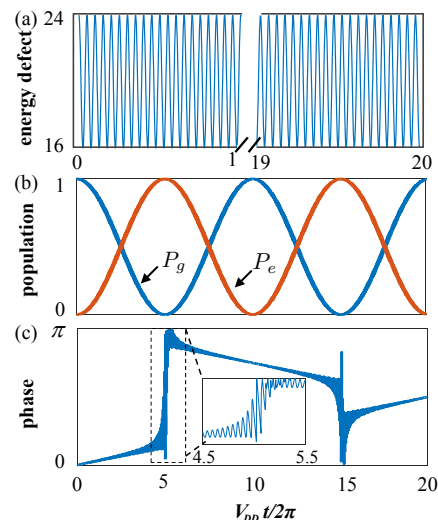 (a)
energy defect
24
16
0
1
19
20
(b)
population
1
0
P_g
P_e
(c)
phase
π
0
4.5
5.5
0
5
10
15
20
V_DD t/2π